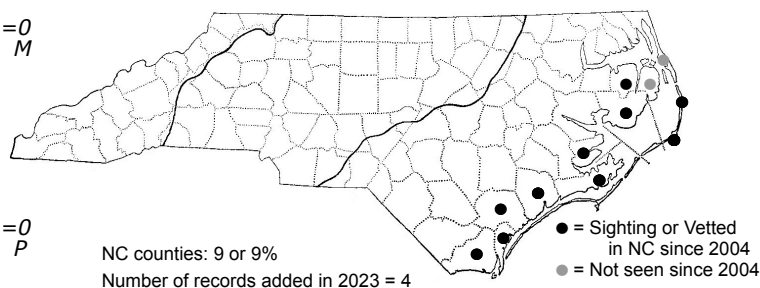 =0
M
=0
P
NC counties: 9 or 9%
Number of records added in 2023 = 4
● = Sighting or Vetted
in NC since 2004
● = Not seen since 2004